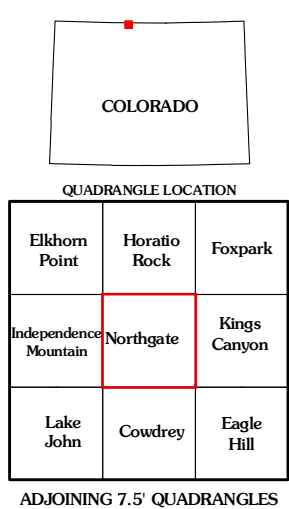 COLORADO
QUADRANGLE LOCATION
Elkhorn
Point
Horatio
Rock
Foxpark
Independence
Mountain
Northgate
Kings
Canyon
Lake
John
Cowdrey
Eagle
Hill
ADJOINING 7.5' QUADRANGLES